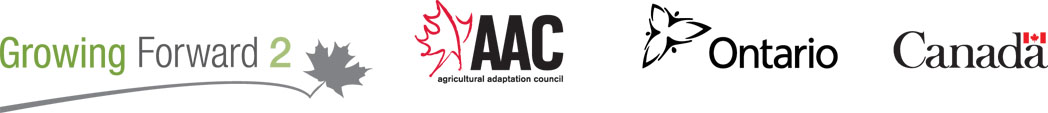 Growing Forward 2
AAC
agricultural adaptation council
Ontario
Canada